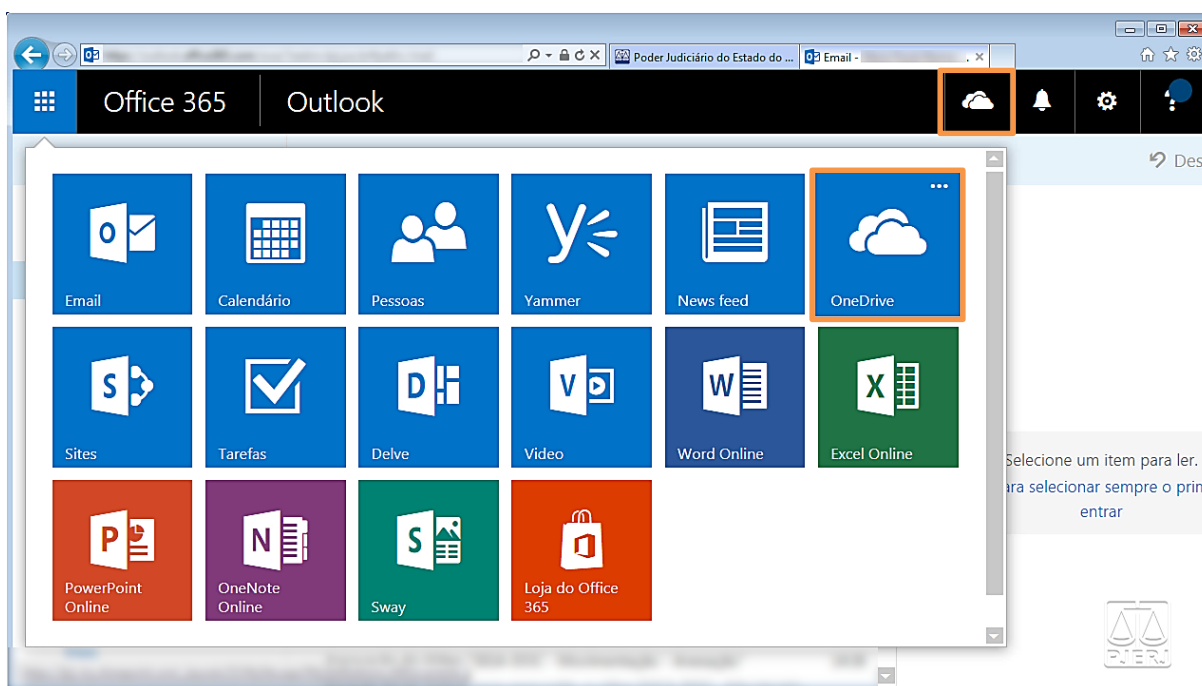 Poder Judiciário do Estado do ...
Email -
Office 365
Outlook
Des
Email
Calendário
Pessoas
Yammer
News feed
OneDrive
Sites
Tarefas
Delve
Video
Word Online
Excel Online
Selecione um item para ler.
ara selecionar sempre o prin
entrar
PowerPoint
Online
OneNote
Online
Sway
Loja do Office
365
PJERJ